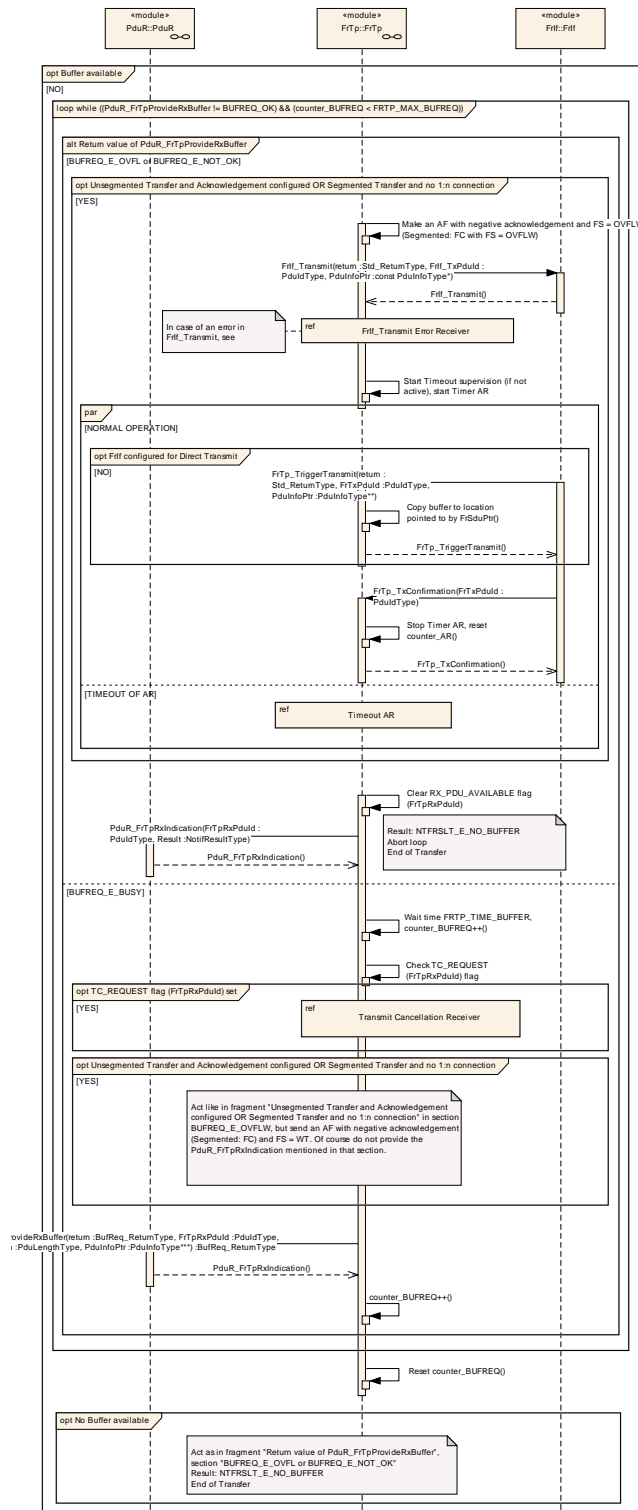 «module»
PduR::PduR
«module»
FrTp::FrTp
«module»
FrIf::FrIf
opt Buffer available
[NO]
loop while ((PduR_FrTpProvideRxBuffer != BUFREQ_OK) && (counter_BUFREQ < FRTP_MAX_BUFREQ))
alt Return value of PduR_FrTpProvideRxBuffer
[BUFREQ_E_OVFL or BUFREQ_E_NOT_OK]
opt Unsegmented Transfer and Acknowledgement configured OR Segmented Transfer and no 1:n connection
[YES]
Make an AF with negative acknowledgement and FS = OVFLW
(Segmented: FC with FS = OVFLW)
FrIf_Transmit(return :Std_ReturnType, FrIf_TxPduId :
PduIdType, PduInfoPtr :const PduInfoType*)
FrIf_Transmit()
In case of an error in
FrIf_Transmit, see
ref
FrIf_Transmit Error Receiver
Start Timeout supervision (if not
active), start Timer AR
par
[NORMAL OPERATION]
opt FrIf configured for Direct Transmit
[NO]
FrTp_TriggerTransmit(return :
Std_ReturnType, FrTxPduId :PduIdType,
PduInfoPtr :PduInfoType**)
Copy buffer to location
pointed to by FrSduPtr()
FrTp_TriggerTransmit()
FrTp_TxConfirmation(FrTxPduId :
PduIdType)
Stop Timer AR, reset
counter_AR()
FrTp_TxConfirmation()
[TIMEOUT OF AR]
ref
Timeout AR
Clear RX_PDU_AVAILABLE flag
(FrTpRxPduId)
PduR_FrTpRxIndication(FrTpRxPduId :
PduIdType, Result :NotifResultType)
Result: NTFRSLT_E_NO_BUFFER
Abort loop
End of Transfer
PduR_FrTpRxIndication()
[BUFREQ_E_BUSY]
Wait time FRTP_TIME_BUFFER,
counter_BUFREQ++()
Check TC_REQUEST
(FrTpRxPduId) flag
opt TC_REQUEST flag (FrTpRxPduId) set
[YES]
ref
Transmit Cancellation Receiver
opt Unsegmented Transfer and Acknowledgement configured OR Segmented Transfer and no 1:n connection
[YES]
Act like in fragment "Unsegmented Transfer and Acknowledgement
configured OR Segmented Transfer and no 1:n connection" in section
BUFREQ_E_OVFLW, but send an AF with negative acknowledgement
(Segmented: FC) and FS = WT. Of course do not provide the
PduR_FrTpRxIndication mentioned in that section.
rovideRxBuffer(return :BufReq_ReturnType, FrTpRxPduId :PduIdType,
:PduLengthType, PduInfoPtr :PduInfoType***) :BufReq_ReturnType
PduR_FrTpRxIndication()
counter_BUFREQ++()
Reset counter_BUFREQ()
opt No Buffer available
Act as in fragment "Return value of PduR_FrTpProvideRxBuffer",
section "BUFREQ_E_OVFL or BUFREQ_E_NOT_OK"
Result: NTFRSLT_E_NO_BUFFER
End of Transfer